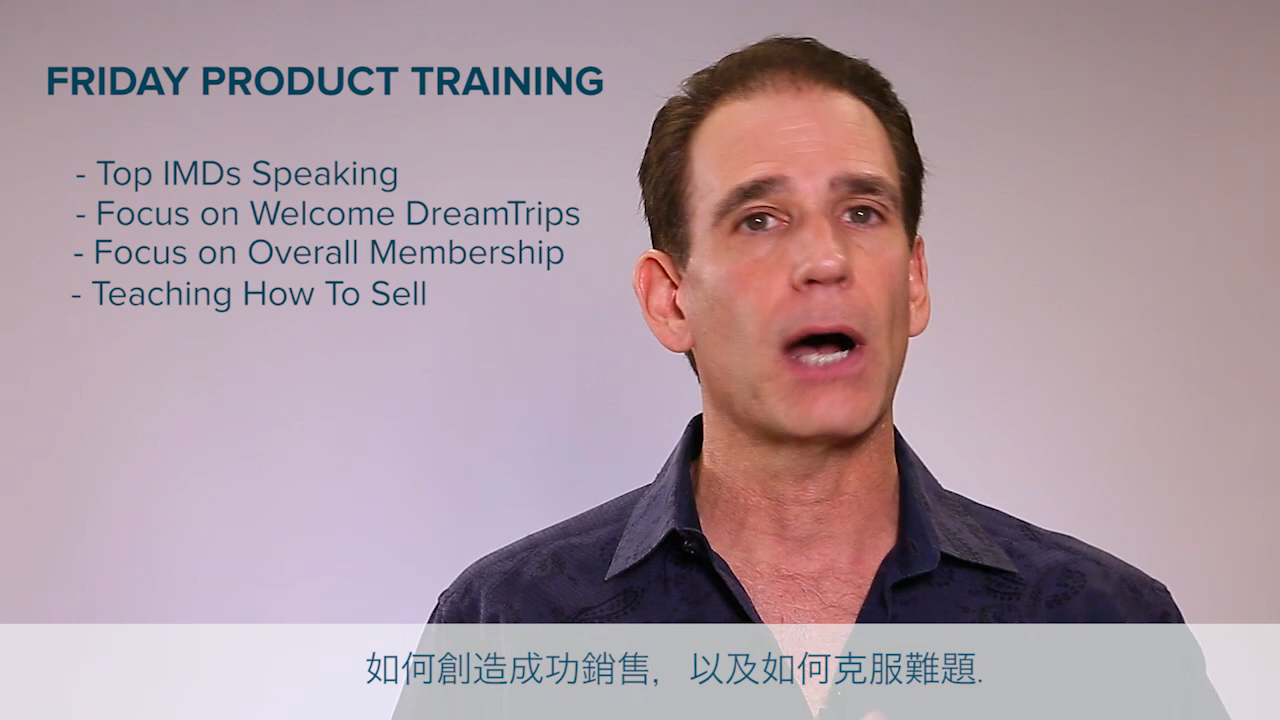 FRIDAY PRODUCT TRAINING
- Top IMDs Speaking
- Focus on Welcome DreamTrips
- Focus on Overall Membership
- Teaching How To Sell
如何創造成功銷售, 以及如何克服難題.